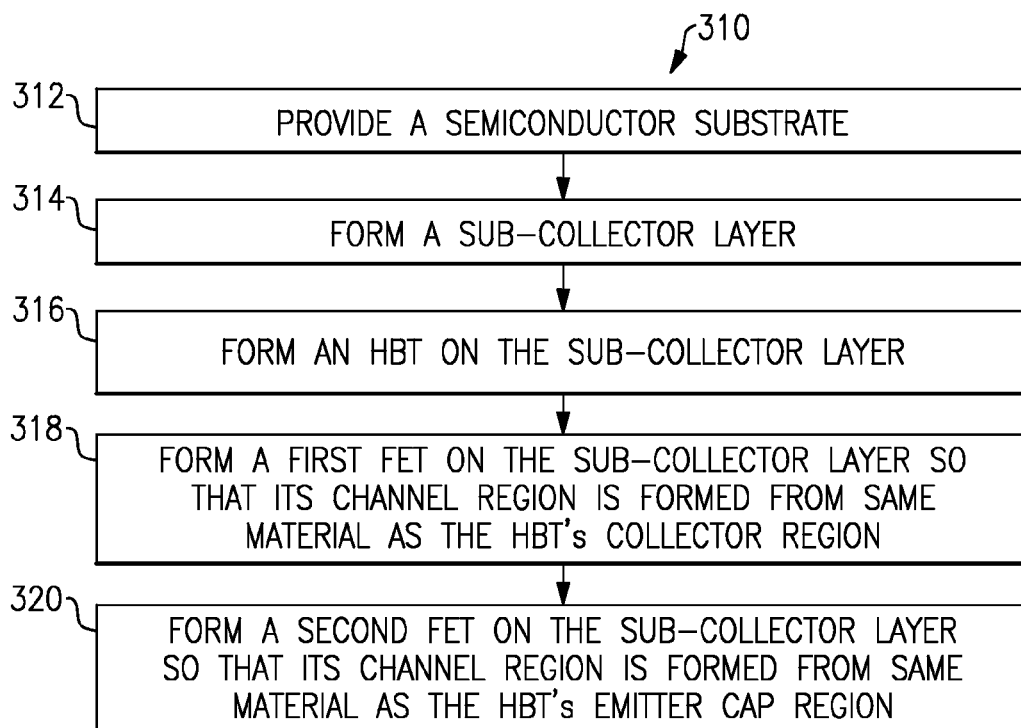 310
312
PROVIDE A SEMICONDUCTOR SUBSTRATE
314
FORM A SUB-COLLECTOR LAYER
316
FORM AN HBT ON THE SUB-COLLECTOR LAYER
318
FORM A FIRST FET ON THE SUB-COLLECTOR LAYER SO
THAT ITS CHANNEL REGION IS FORMED FROM SAME
MATERIAL AS THE HBT's COLLECTOR REGION
320
FORM A SECOND FET ON THE SUB-COLLECTOR LAYER
SO THAT ITS CHANNEL REGION IS FORMED FROM SAME
MATERIAL AS THE HBT's EMITTER CAP REGION